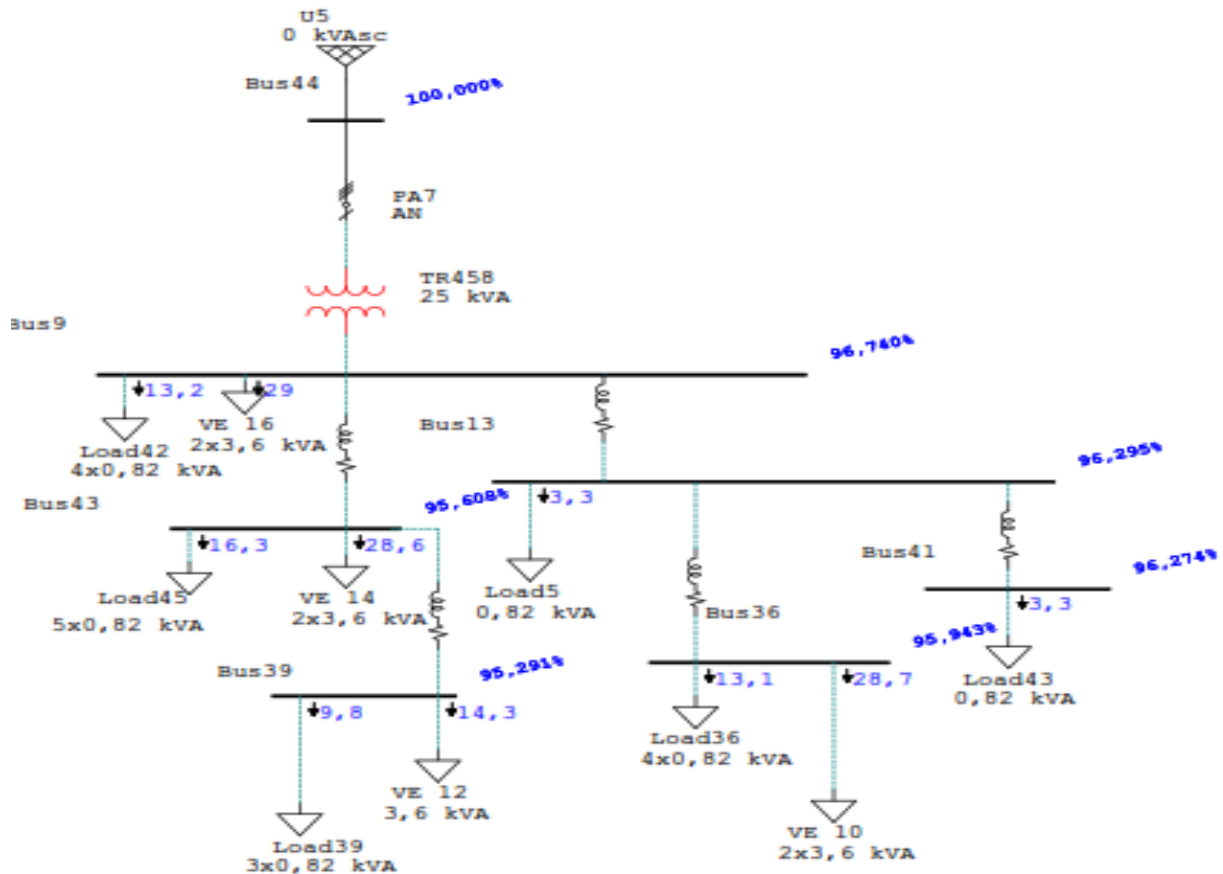 U5
0 kVAsc
Bus44
100,000%
PA7
AN
TR458
25 kVA
Bus9
96,740%
13,2
29
VE 16
2x3,6 kVA
Load42
4x0,82 kVA
Bus13
96,295%
Bus43
95,608%
16,3
28,6
3,3
Load45
5x0,82 kVA
VE 14
2x3,6 kVA
Load5
0,82 kVA
Bus41
96,274%
3,3
Load43
0,82 kVA
Bus36
95,943%
13,1
28,7
Load36
4x0,82 kVA
VE 10
2x3,6 kVA
Bus39
95,291%
9,8
14,3
VE 12
3,6 kVA
Load39
3x0,82 kVA